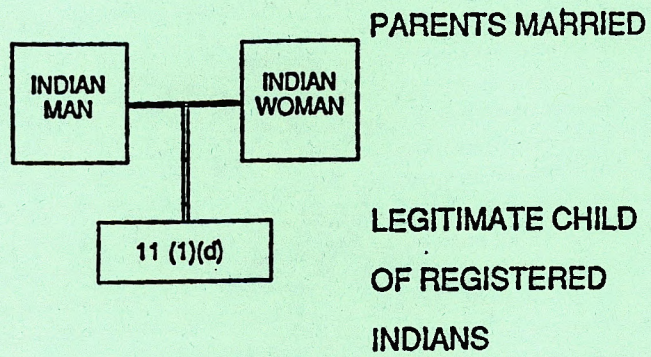 PARENTS MARRIED
INDIAN
MAN
INDIAN
WOMAN
11 (1)(d)
LEGITIMATE CHILD
OF REGISTERED
INDIANS